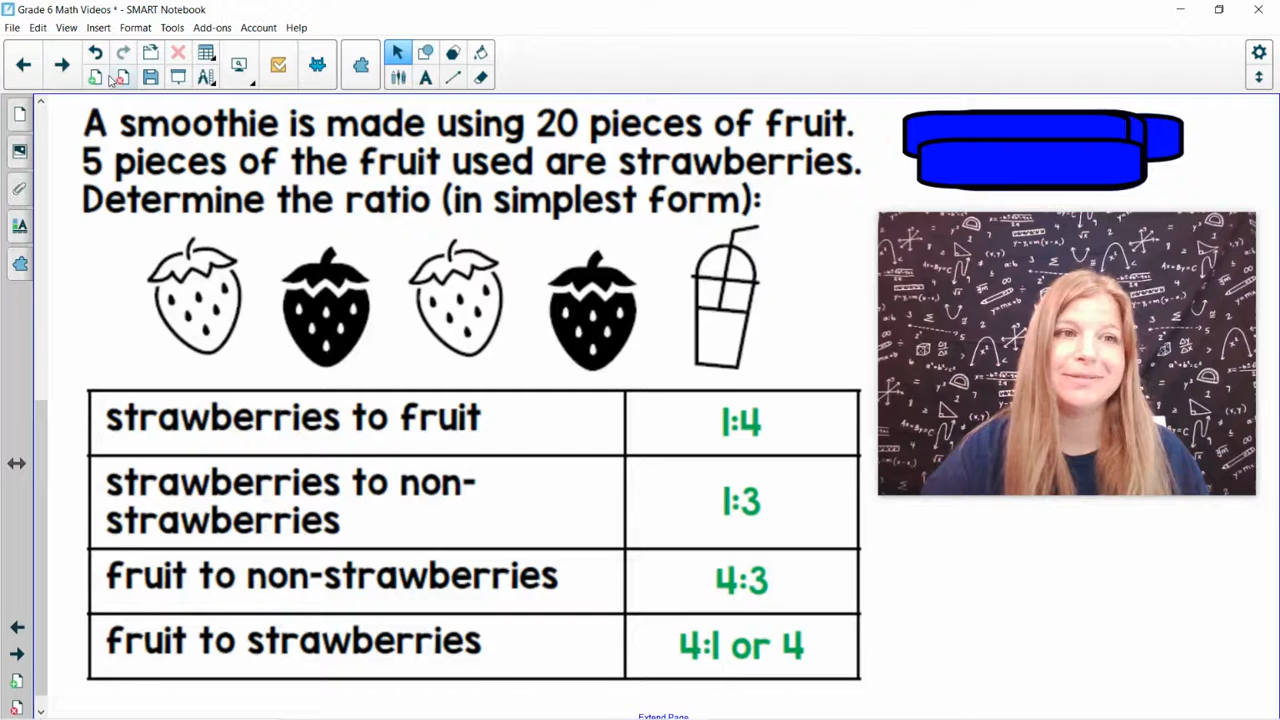 Grade 6 Math Videos * - SMART Notebook
File Edit View Insert Format Tools Add-ons Account Help
A smoothie is made using 20 pieces of fruit.
5 pieces of the fruit used are strawberries.
Determine the ratio (in simplest form):
strawberries to fruit 1:4
strawberries to non-
strawberries 1:3
fruit to non-strawberries 4:3
fruit to strawberries 4:1 or 4
Extend Page